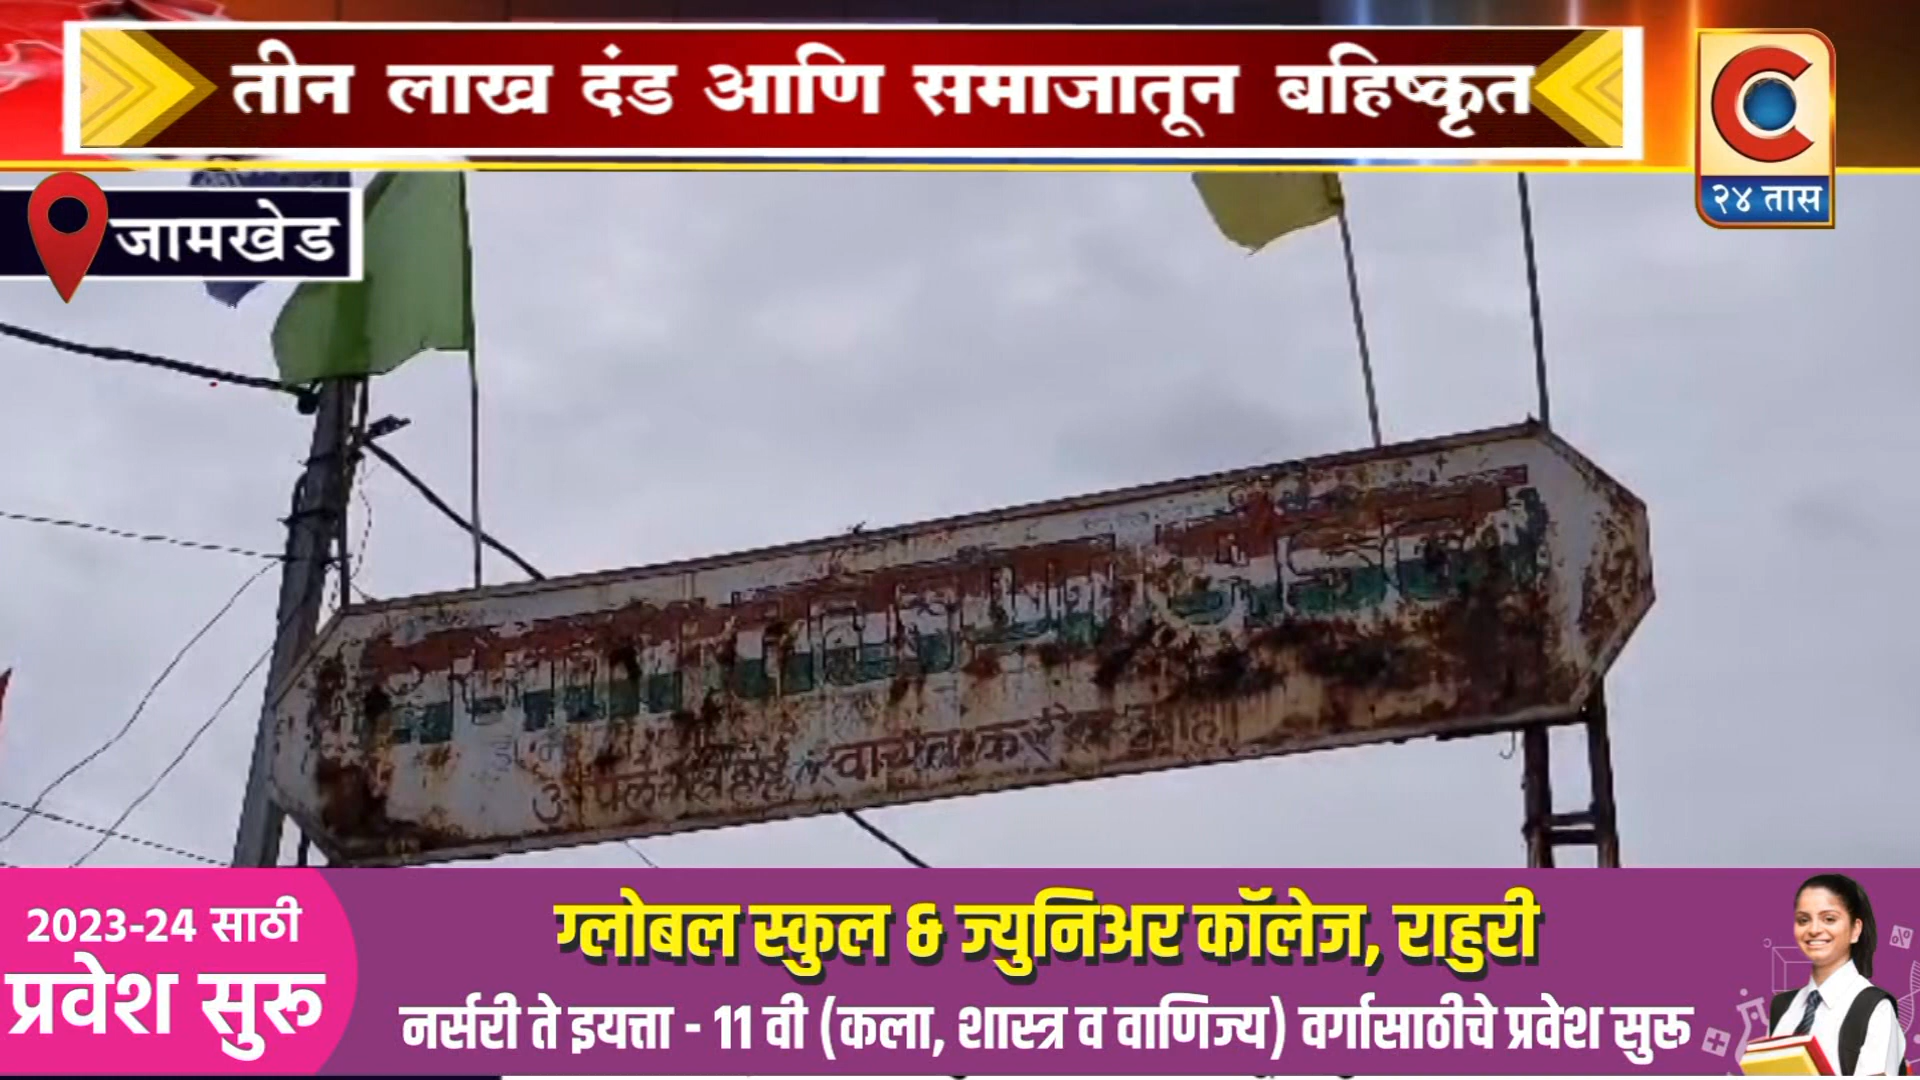 तीन लाख दंड आणि समाजातून बहिष्कृत
२४ तास
जामखेड
2023-24 साठी
प्रवेश सुरू
ग्लोबल स्कुल & ज्युनिअर कॉलेज, राहुरी
नर्सरी ते इयत्ता - 11 वी (कला, शास्त्र व वाणिज्य) वर्गासाठीचे प्रवेश सुरू